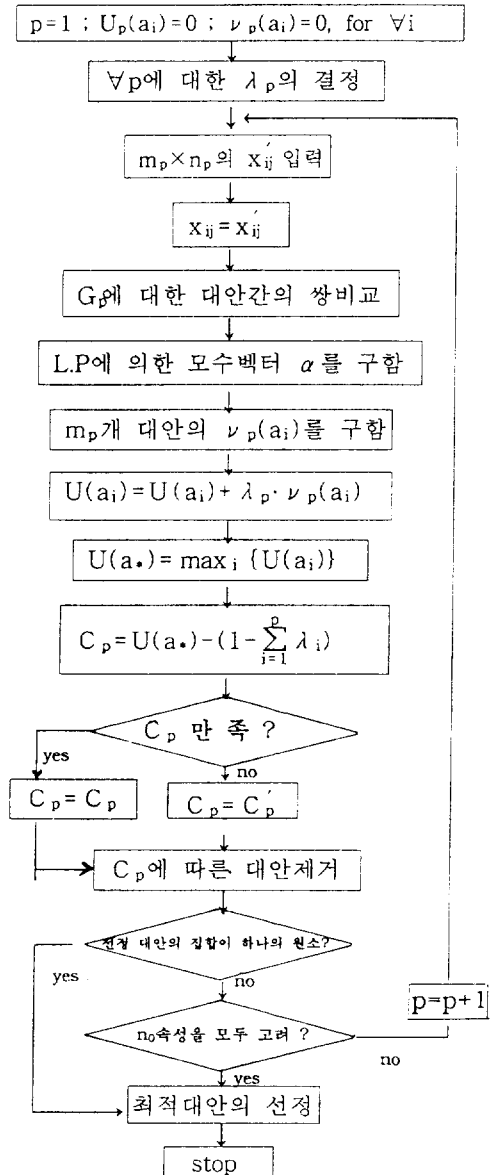 p=1 ; U_p(a_i)=0 ; ν_p(a_i)=0, for ∀i
∀p에 대한 λ_p의 결정
m_p×n_p의 x'_ij 입력
x_ij=x'_ij
G_p에 대한 대안간의 쌍비교
L.P에 의한 모수벡터 α를 구함
m_p개 대안의 ν_p(a_i)를 구함
U(a_i)=U(a_i)+λ_p·ν_p(a_i)
U(a_*)=max_i {U(a_i)}
C_p=U(a_*)-(1-∑_{i=1}^{p} λ_i)
C_p 만 족 ?
yes
no
C_p=C_p
C_p=C'_p
C_p에 따른 대안제거
선정 대안의 집합이 하나의 원소?
yes
no
p=p+1
n_0속성을 모두 고려 ?
no
yes
최적대안의 선정
stop